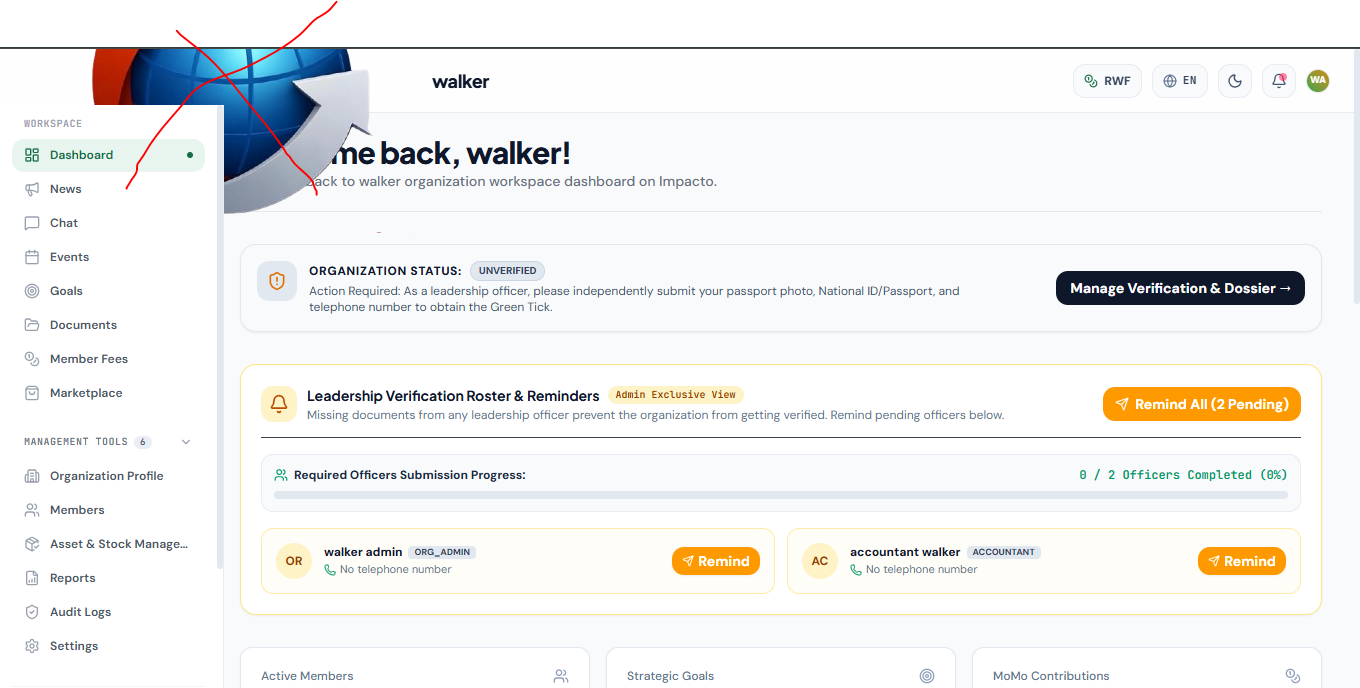 walker
RWF
EN
WA
WORKSPACE
Dashboard
News
Chat
Events
Goals
Documents
Member Fees
Marketplace
MANAGEMENT TOOLS 6
Organization Profile
Members
Asset & Stock Manage...
Reports
Audit Logs
Settings
me back, walker!
back to walker organization workspace dashboard on Impacto.
ORGANIZATION STATUS: UNVERIFIED
Action Required: As a leadership officer, please independently submit your passport photo, National ID/Passport, and
telephone number to obtain the Green Tick.
Manage Verification & Dossier →
Leadership Verification Roster & Reminders Admin Exclusive View
Missing documents from any leadership officer prevent the organization from getting verified. Remind pending officers below.
Remind All (2 Pending)
Required Officers Submission Progress:
0 / 2 Officers Completed (0%)
OR
walker admin ORG_ADMIN
No telephone number
Remind
AC
accountant walker ACCOUNTANT
No telephone number
Remind
Active Members
Strategic Goals
MoMo Contributions